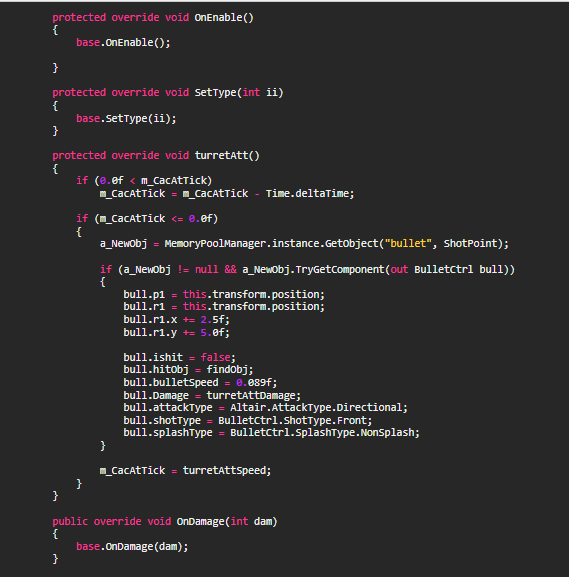 protected override void OnEnable()
{
base.OnEnable();
}
protected override void SetType(int ii)
{
base.SetType(ii);
}
protected override void turretAtt()
{
if (0.0f < m_CacAtTick)
m_CacAtTick = m_CacAtTick - Time.deltaTime;
if (m_CacAtTick <= 0.0f)
{
a_NewObj = MemoryPoolManager.instance.GetObject("bullet", ShotPoint);
if (a_NewObj != null && a_NewObj.TryGetComponent(out BulletCtrl bull))
{
bull.p1 = this.transform.position;
bull.r1 = this.transform.position;
bull.r1.x += 2.5f;
bull.r1.y += 5.0f;
bull.ishit = false;
bull.hitObj = findObj;
bull.bulletSpeed = 0.089f;
bull.Damage = turretAttDamage;
bull.attackType = Altair.AttackType.Directional;
bull.shotType = BulletCtrl.ShotType.Front;
bull.splashType = BulletCtrl.SplashType.NonSplash;
}
m_CacAtTick = turretAttSpeed;
}
}
public override void OnDamage(int dam)
{
base.OnDamage(dam);
}